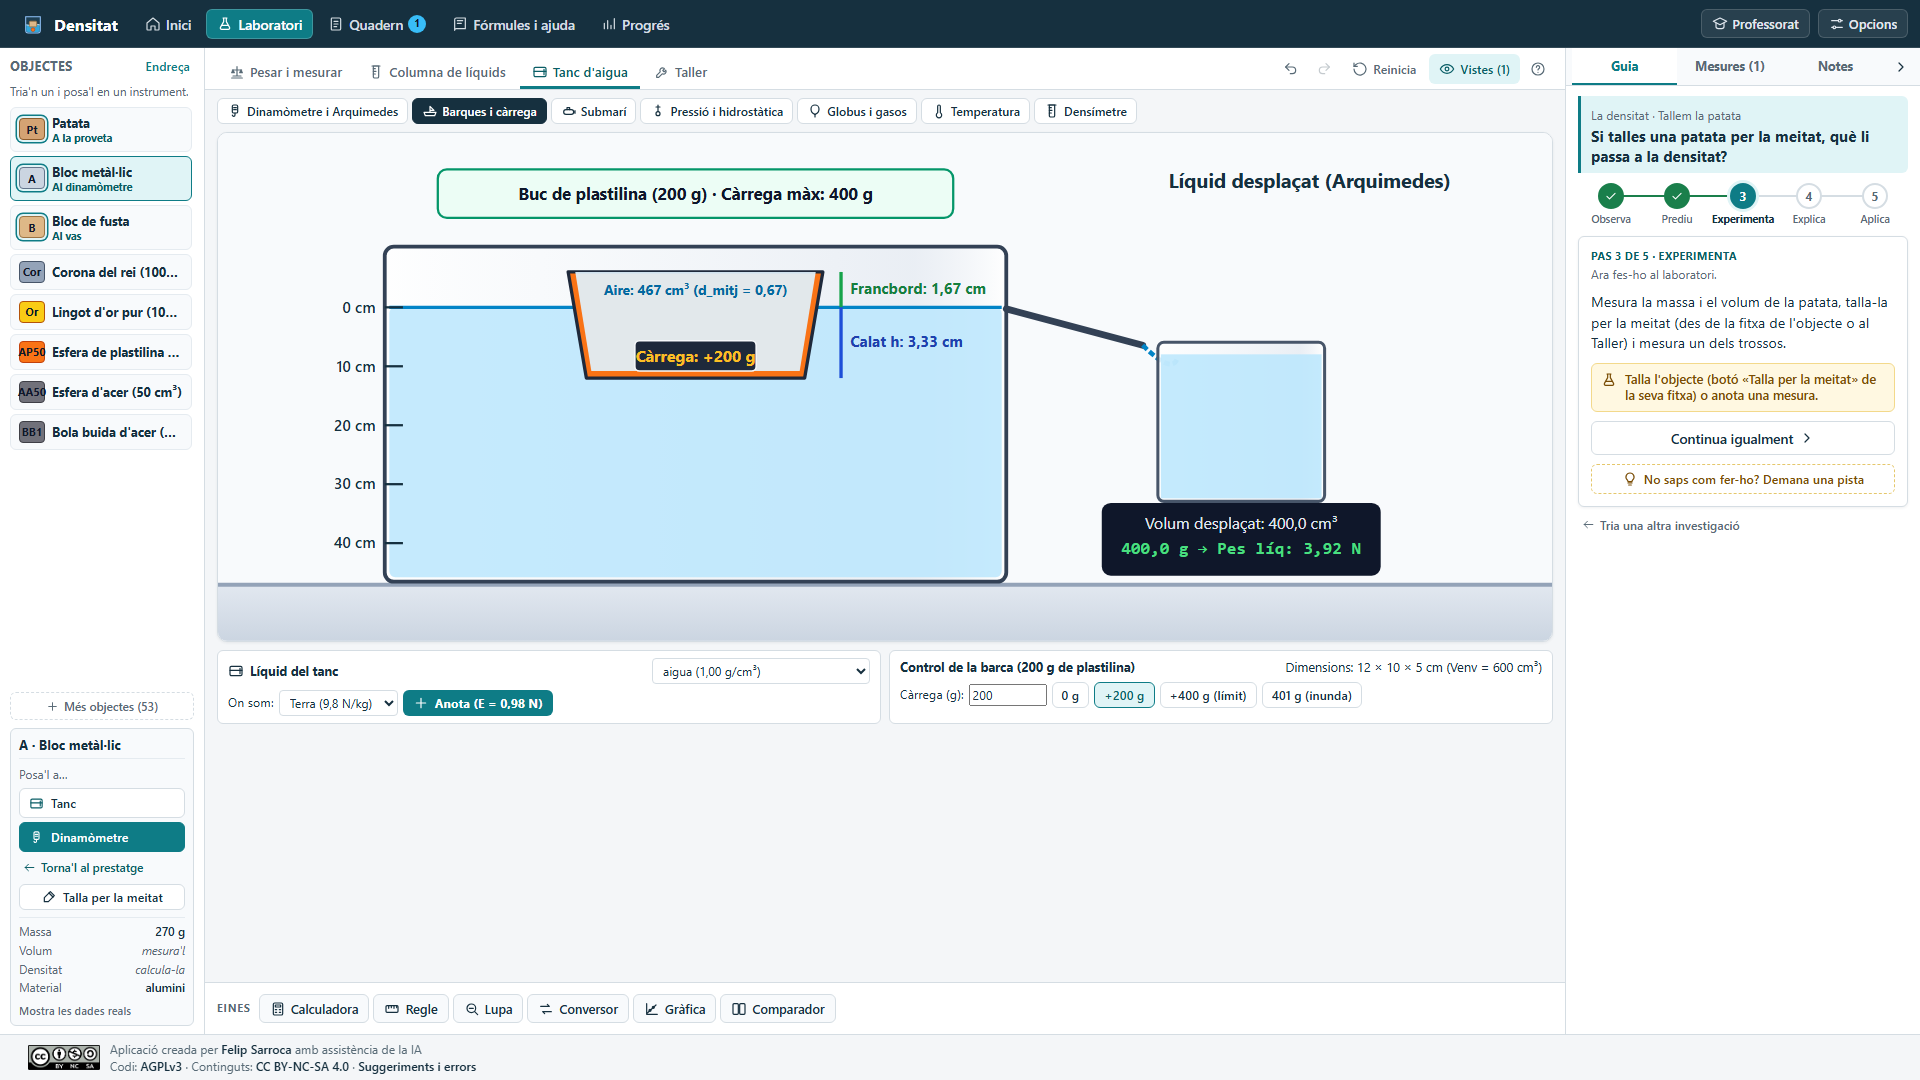 Densitat
Inici
Laboratori
Quadern 1
Fórmules i ajuda
Progrés
Professorat
Opcions
OBJECTES
Endreça
Tria'n un i posa'l en un instrument.
Pt Patata
A la proveta
A Bloc metàl·lic
Al dinamòmetre
B Bloc de fusta
Al vas
Cor Corona del rei (100...
Or Lingot d'or pur (10...
AP50 Esfera de plastilina ...
AA50 Esfera d'acer (50 cm³)
BB1 Bola buida d'acer (...
Més objectes (53)
A · Bloc metàl·lic
Posa'l a...
Tanc
Dinamòmetre
Torna'l al prestatge
Talla per la meitat
Massa 270 g
Volum mesura'l
Densitat calcula-la
Material alumini
Mostra les dades reals
Pesar i mesurar
Columna de líquids
Tanc d'aigua
Taller
Reinicia
Vistes (1)
Dinamòmetre i Arquimedes
Barques i càrrega
Submarí
Pressió i hidrostàtica
Globus i gasos
Temperatura
Densímetre
Buc de plastilina (200 g) · Càrrega màx: 400 g
Líquid desplaçat (Arquimedes)
Aire: 467 cm³ (d_mitj = 0,67)
Francbord: 1,67 cm
Calat h: 3,33 cm
Càrrega: +200 g
0 cm
10 cm
20 cm
30 cm
40 cm
Volum desplaçat: 400,0 cm³
400,0 g → Pes líq: 3,92 N
Líquid del tanc
aigua (1,00 g/cm³)
On som: Terra (9,8 N/kg)
Anota (E = 0,98 N)
Control de la barca (200 g de plastilina)
Dimensions: 12 × 10 × 5 cm (Venv = 600 cm³)
Càrrega (g): 200
0 g
+200 g
+400 g (límit)
401 g (inunda)
EINES
Calculadora
Regle
Lupa
Conversor
Gràfica
Comparador
Guia
Mesures (1)
Notes
La densitat · Tallem la patata
Si talles una patata per la meitat, què li
passa a la densitat?
3
4
5
Observa
Prediu
Experimenta
Explica
Aplica
PAS 3 DE 5 · EXPERIMENTA
Ara fes-ho al laboratori.
Mesura la massa i el volum de la patata, talla-la
per la meitat (des de la fitxa de l'objecte o al
Taller) i mesura un dels trossos.
Talla l'objecte (botó «Talla per la meitat» de
la seva fitxa) o anota una mesura.
Continua igualment
No saps com fer-ho? Demana una pista
Tria una altra investigació
CC BY NC SA
Aplicació creada per Felip Sarroca amb assistència de la IA
Codi: AGPLv3 · Continguts: CC BY-NC-SA 4.0 · Suggeriments i errors